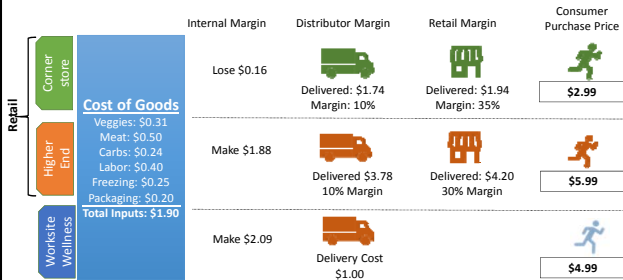 Internal Margin
Distributor Margin
Retail Margin
Consumer
Purchase Price
Retail
Corner
store
Higher
End
Worksite
Wellness
Cost of Goods
Veggies: $0.31
Meat: $0.50
Carbs: $0.24
Labor: $0.40
Freezing: $0.25
Packaging: $0.20
Total Inputs: $1.90
Lose $0.16
Delivered: $1.74
Margin: 10%
Delivered: $1.94
Margin: 35%
$2.99
Make $1.88
Delivered $3.78
10% Margin
Delivered: $4.20
30% Margin
$5.99
Make $2.09
Delivery Cost
$1.00
$4.99